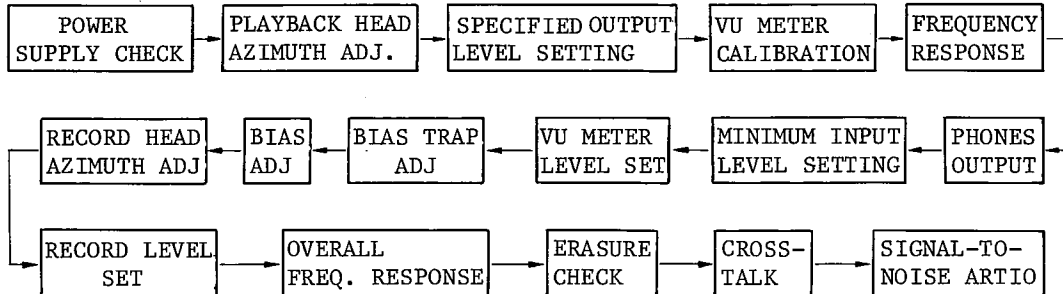 POWER
SUPPLY CHECK
PLAYBACK HEAD
AZIMUTH ADJ.
SPECIFIED OUTPUT
LEVEL SETTING
VU METER
CALIBRATION
FREQUENCY
RESPONSE
RECORD HEAD
AZIMUTH ADJ
BIAS
ADJ
BIAS TRAP
ADJ
VU METER
LEVEL SET
MINIMUM INPUT
LEVEL SETTING
PHONES
OUTPUT
RECORD LEVEL
SET
OVERALL
FREQ. RESPONSE
ERASURE
CHECK
CROSS-
TALK
SIGNAL-TO-
NOISE ARTIO